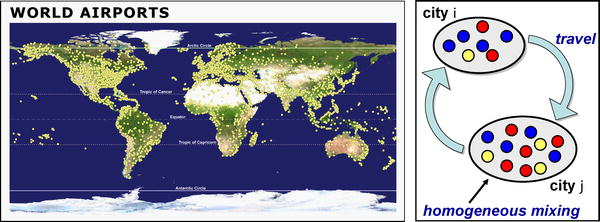 WORLD AIRPORTS
Arctic Circle
Tropic of Cancer
Equator
Tropic of Capricorn
Antarctic Circle
city i
travel
city j
homogeneous mixing